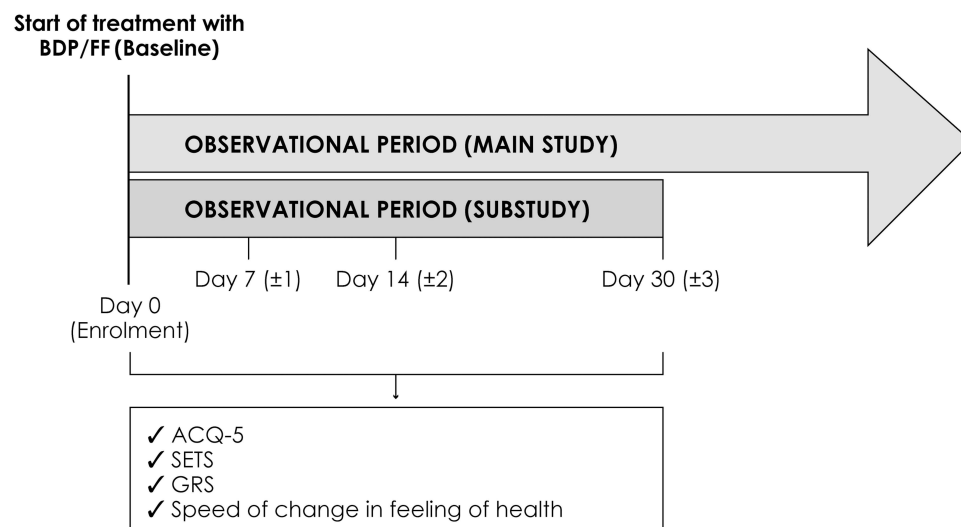 Start of treatment with
BDP/FF (Baseline)
OBSERVATIONAL PERIOD (MAIN STUDY)
OBSERVATIONAL PERIOD (SUBSTUDY)
Day 7 (±1)
Day 14 (±2)
Day 30 (±3)
Day 0
(Enrolment)
✓ ACQ-5
✓ SETS
✓ GRS
✓ Speed of change in feeling of health